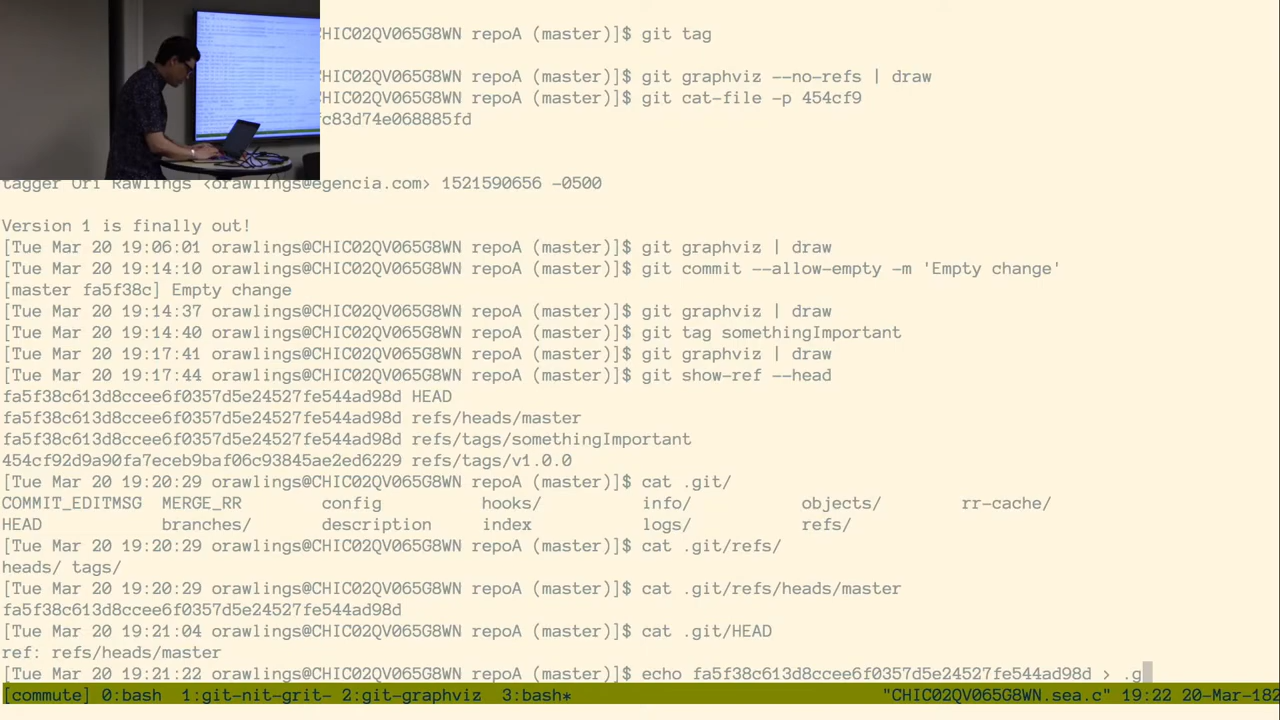 CHIC02QV065G8WN repoA (master)]$ git tag
CHIC02QV065G8WN repoA (master)]$ git graphviz --no-refs | draw
CHIC02QV065G8WN repoA (master)]$ git cat-file -p 454cf9
fc83d74e068885fd
tagger Ori Rawlings <orawlings@egencia.com> 1521590656 -0500
Version 1 is finally out!
[Tue Mar 20 19:06:01 orawlings@CHIC02QV065G8WN repoA (master)]$ git graphviz | draw
[Tue Mar 20 19:14:10 orawlings@CHIC02QV065G8WN repoA (master)]$ git commit --allow-empty -m 'Empty change'
[master fa5f38c] Empty change
[Tue Mar 20 19:14:37 orawlings@CHIC02QV065G8WN repoA (master)]$ git graphviz | draw
[Tue Mar 20 19:14:40 orawlings@CHIC02QV065G8WN repoA (master)]$ git tag somethingImportant
[Tue Mar 20 19:17:41 orawlings@CHIC02QV065G8WN repoA (master)]$ git graphviz | draw
[Tue Mar 20 19:17:44 orawlings@CHIC02QV065G8WN repoA (master)]$ git show-ref --head
fa5f38c613d8ccee6f0357d5e24527fe544ad98d HEAD
fa5f38c613d8ccee6f0357d5e24527fe544ad98d refs/heads/master
fa5f38c613d8ccee6f0357d5e24527fe544ad98d refs/tags/somethingImportant
454cf92d9a90fa7eceb9baf06c93845ae2ed6229 refs/tags/v1.0.0
[Tue Mar 20 19:20:29 orawlings@CHIC02QV065G8WN repoA (master)]$ cat .git/
COMMIT_EDITMSG MERGE_RR config hooks/ info/ objects/ rr-cache/
HEAD branches/ description index logs/ refs/
[Tue Mar 20 19:20:29 orawlings@CHIC02QV065G8WN repoA (master)]$ cat .git/refs/
heads/ tags/
[Tue Mar 20 19:20:29 orawlings@CHIC02QV065G8WN repoA (master)]$ cat .git/refs/heads/master
fa5f38c613d8ccee6f0357d5e24527fe544ad98d
[Tue Mar 20 19:21:04 orawlings@CHIC02QV065G8WN repoA (master)]$ cat .git/HEAD
ref: refs/heads/master
[Tue Mar 20 19:21:22 orawlings@CHIC02QV065G8WN repoA (master)]$ echo fa5f38c613d8ccee6f0357d5e24527fe544ad98d > .g
[commute] 0:bash 1:git-nit-grit- 2:git-graphviz 3:bash* "CHIC02QV065G8WN.sea.c" 19:22 20-Mar-182